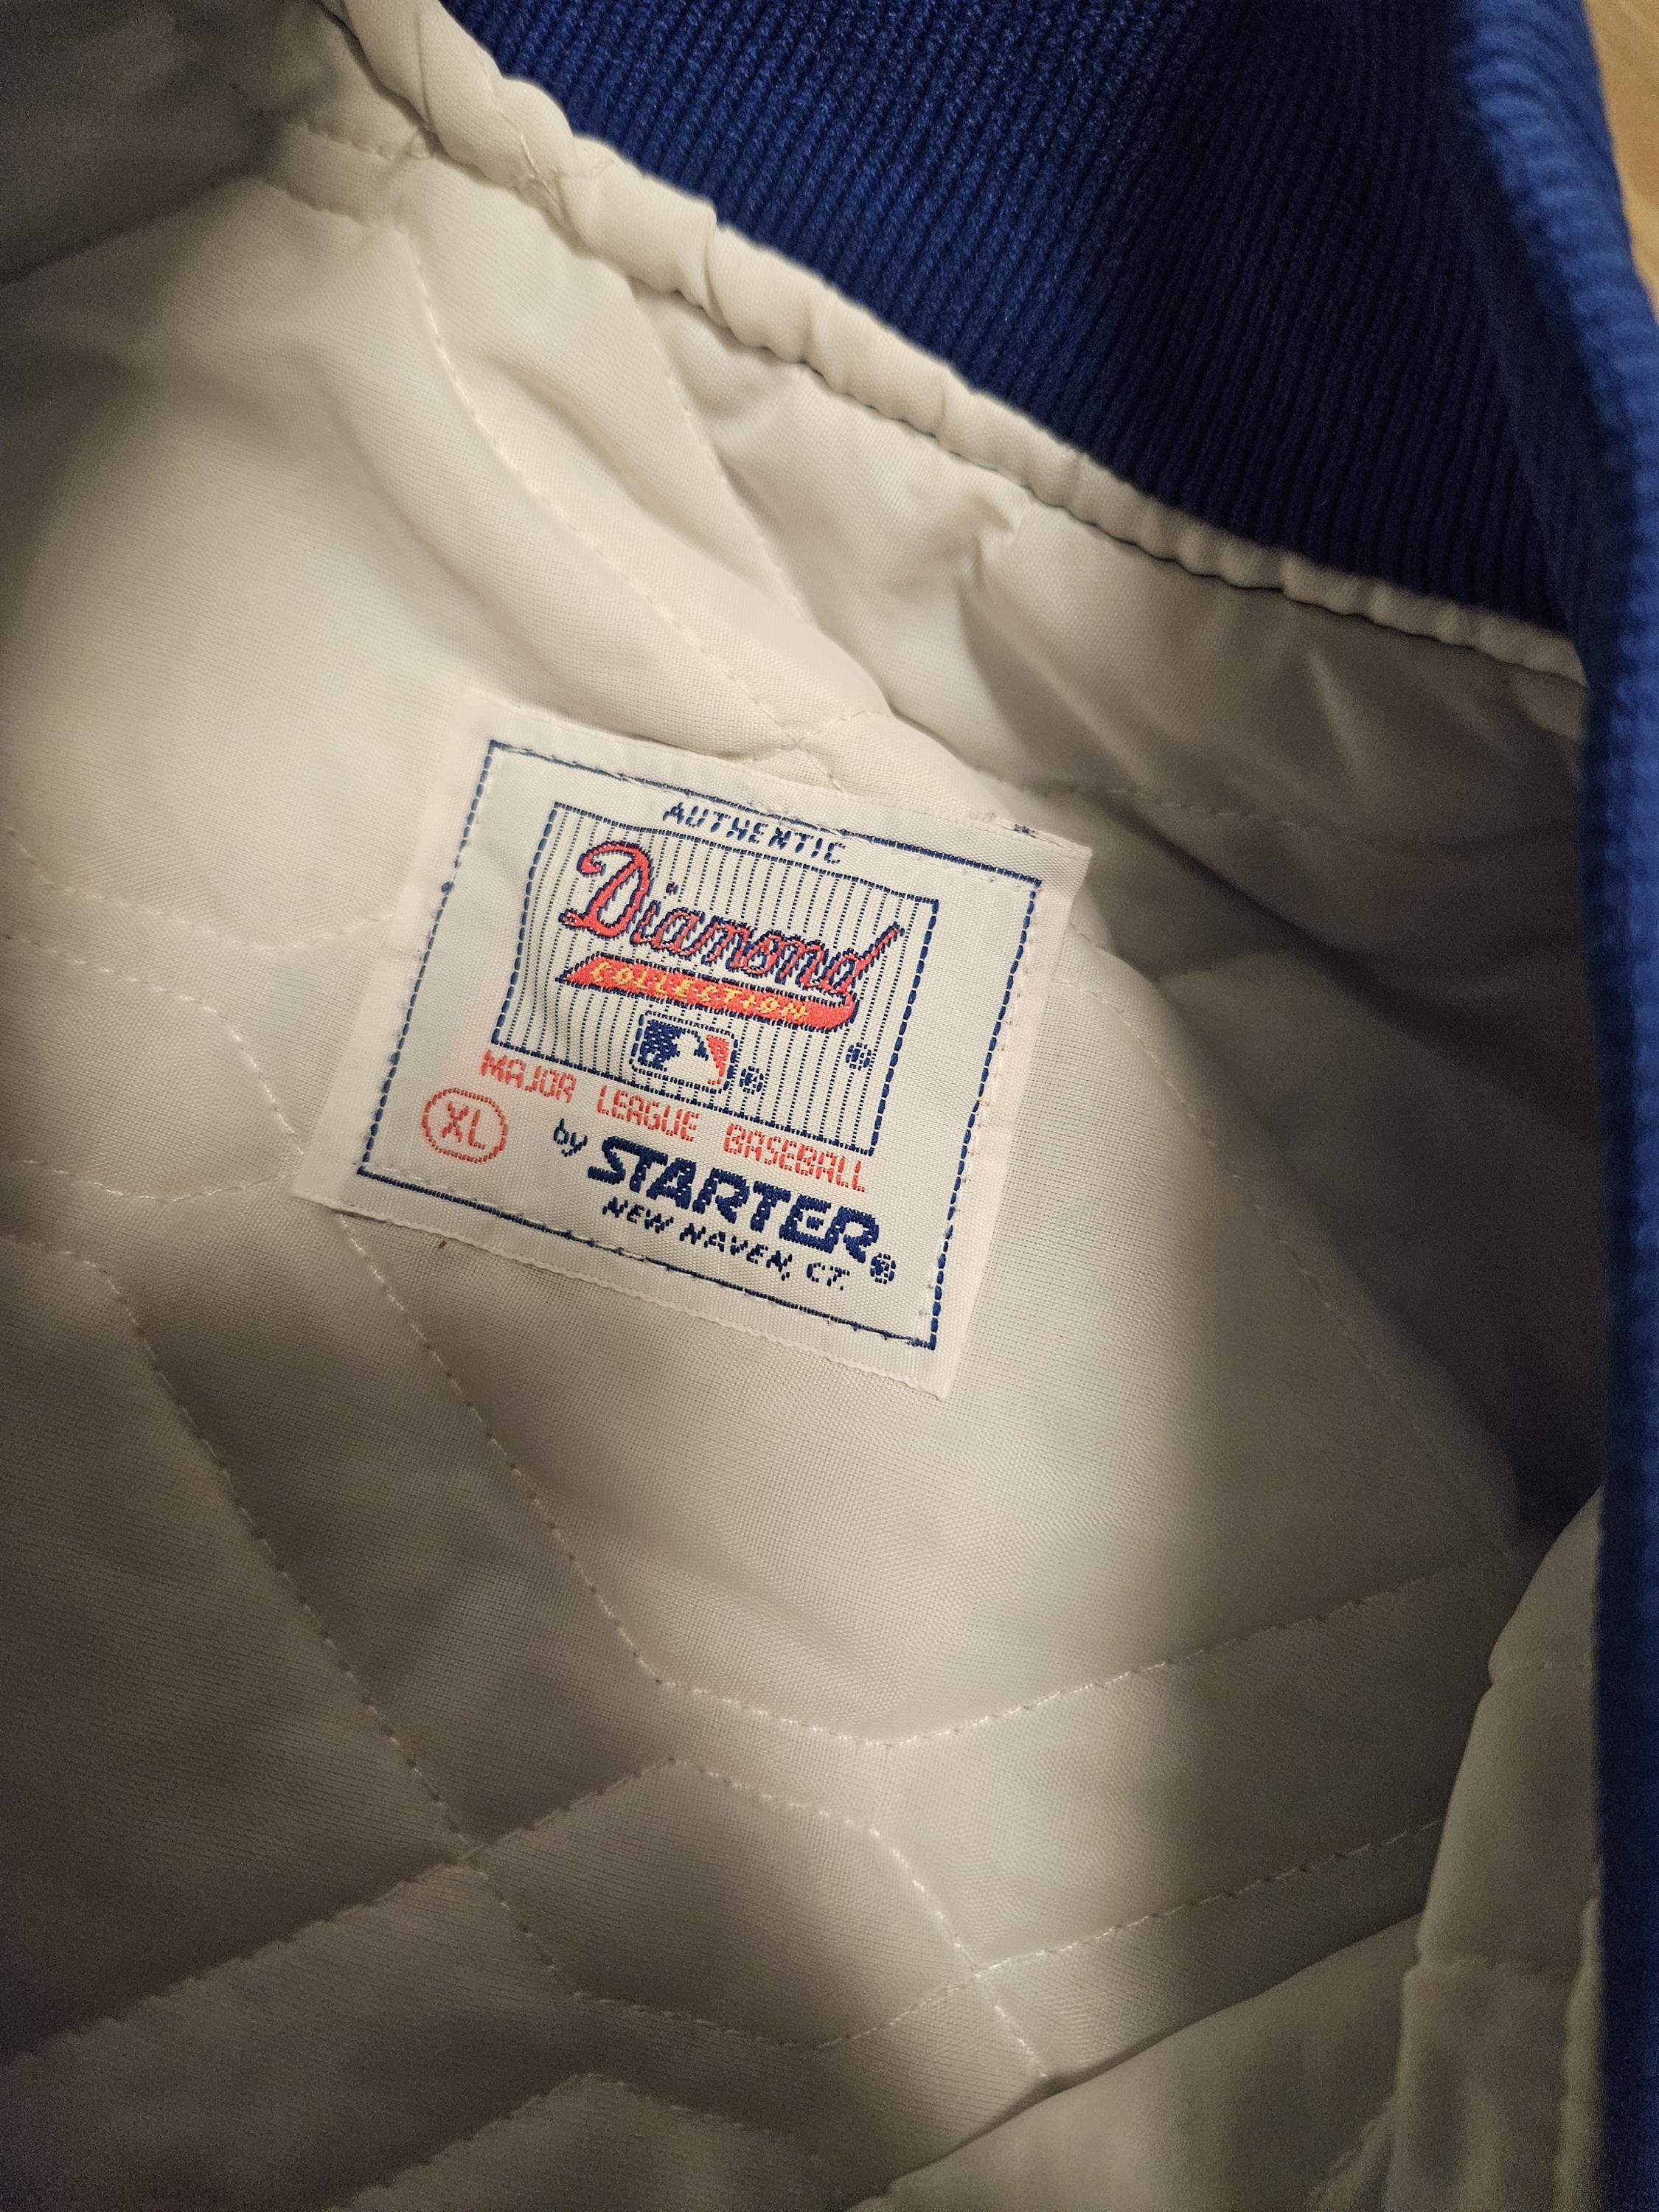 AUTHENTIC
Diamond
COLLECTION
MAJOR LEAGUE BASEBALL
XL
by STARTER®
NEW HAVEN, CT.